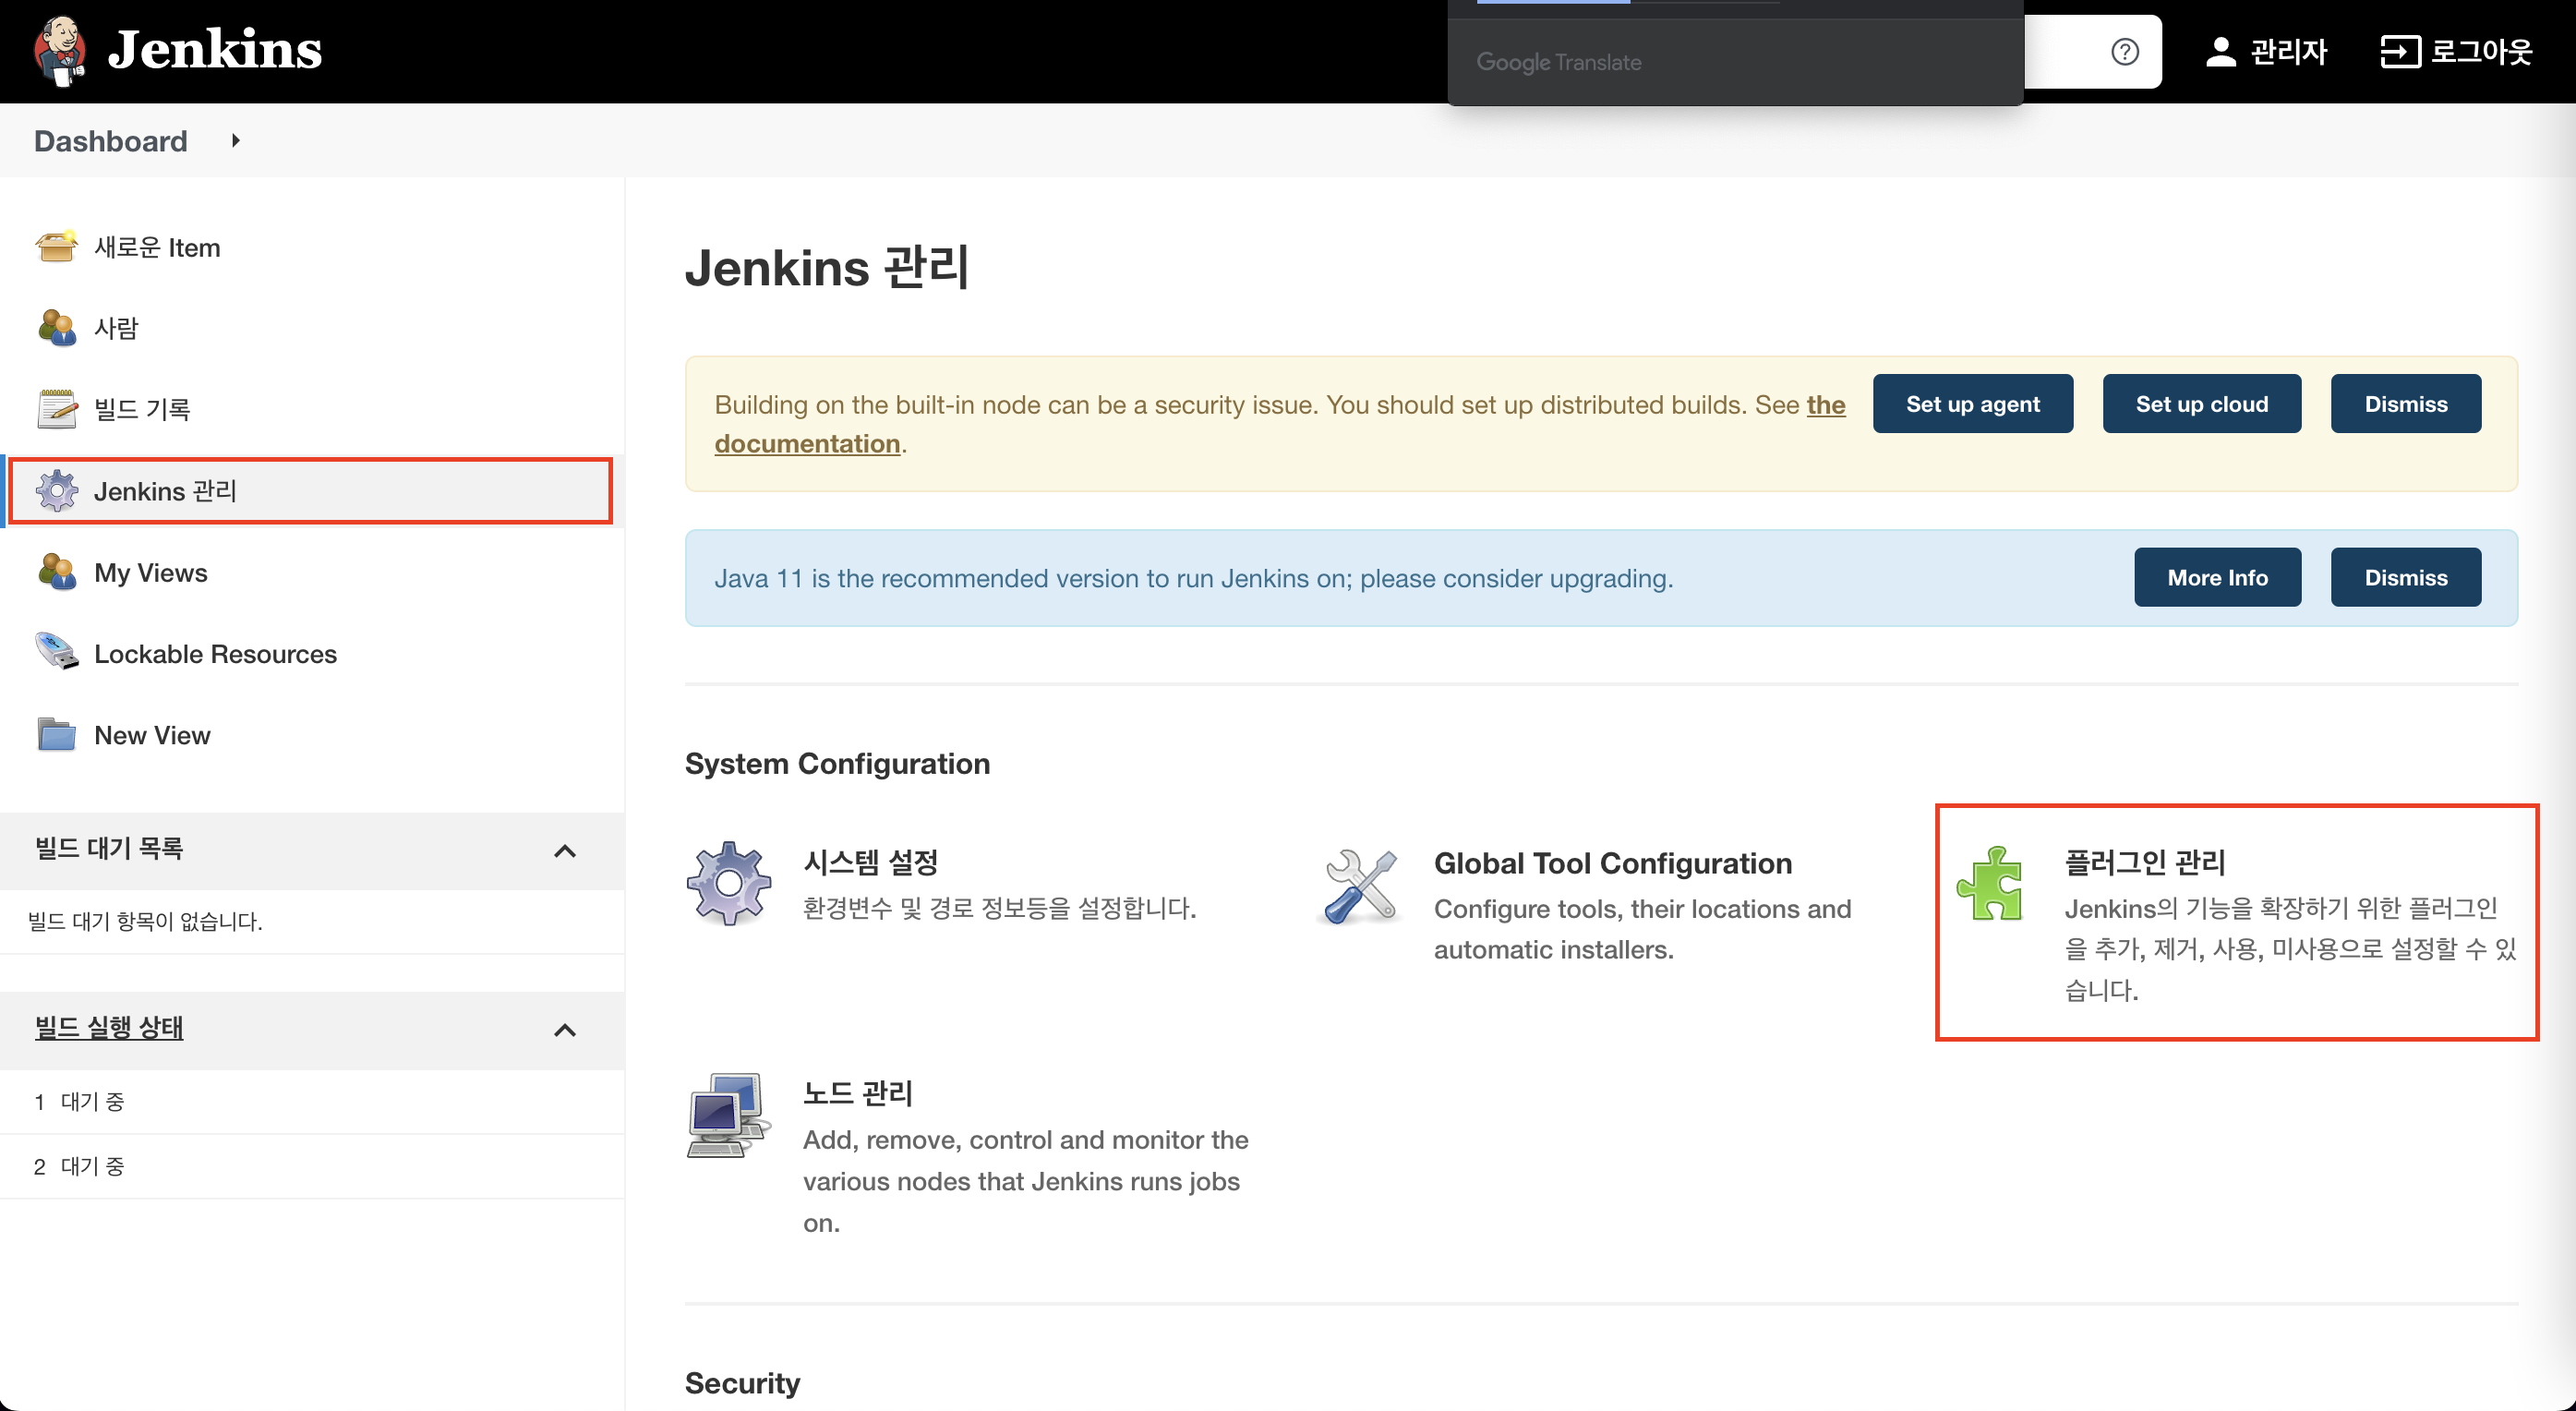 Jenkins
Google Translate
관리자
로그아웃
Dashboard
새로운 Item
사람
빌드 기록
Jenkins 관리
My Views
Lockable Resources
New View
빌드 대기 목록
빌드 대기 항목이 없습니다.
빌드 실행 상태
1 대기 중
2 대기 중
Jenkins 관리
Building on the built-in node can be a security issue. You should set up distributed builds. See the
documentation.
Set up agent
Set up cloud
Dismiss
Java 11 is the recommended version to run Jenkins on; please consider upgrading.
More Info
Dismiss
System Configuration
시스템 설정
환경변수 및 경로 정보등을 설정합니다.
Global Tool Configuration
Configure tools, their locations and
automatic installers.
플러그인 관리
Jenkins의 기능을 확장하기 위한 플러그인
을 추가, 제거, 사용, 미사용으로 설정할 수 있
습니다.
노드 관리
Add, remove, control and monitor the
various nodes that Jenkins runs jobs
on.
Security